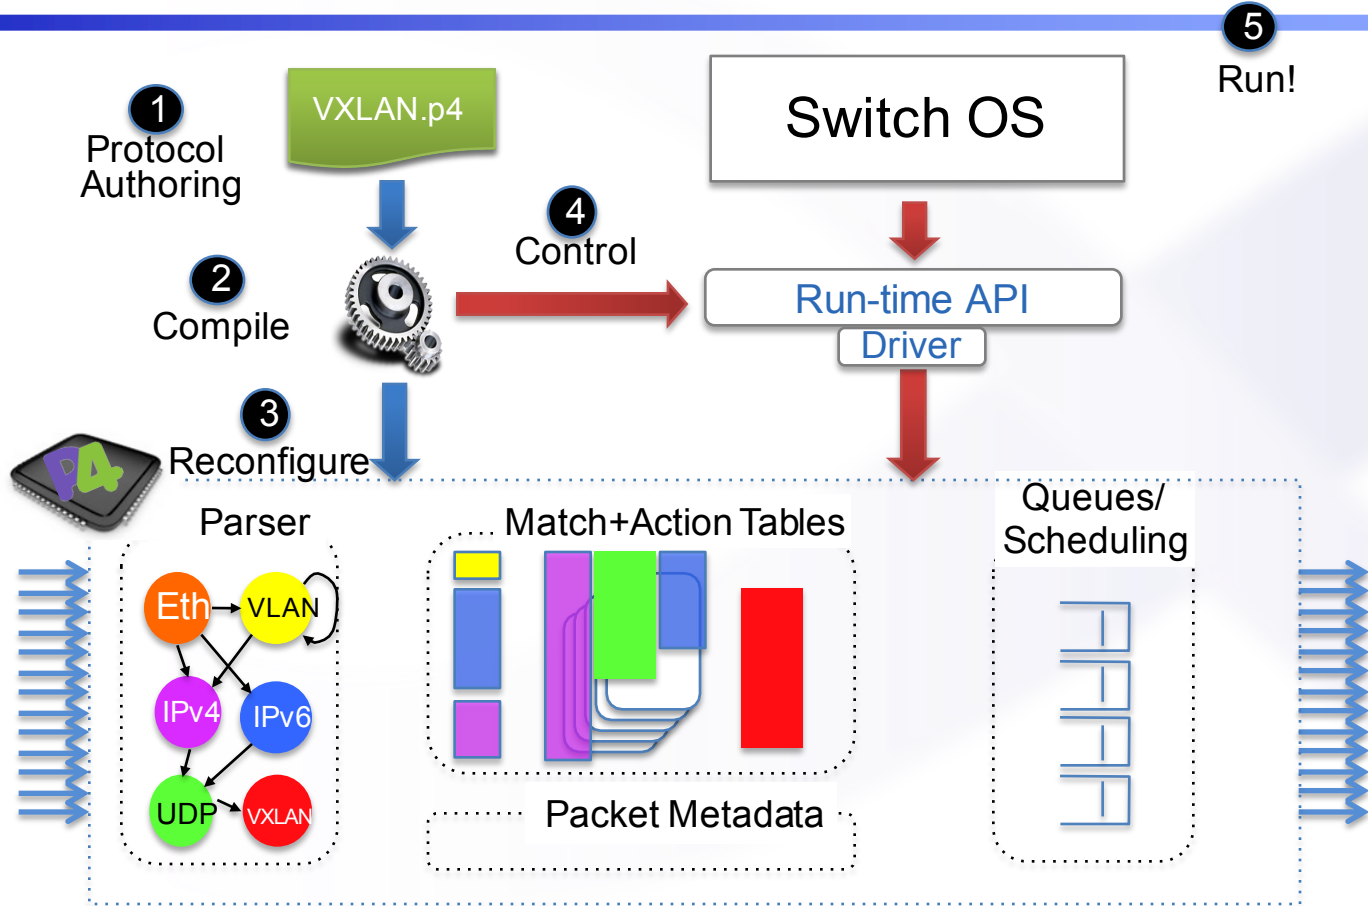 5
Run!
1
Protocol
Authoring
VXLAN.p4
Switch OS
4
Control
2
Compile
Run-time API
Driver
3
Reconfigure
P4
Parser
Match+Action Tables
Queues/
Scheduling
Eth
VLAN
IPv4
IPv6
UDP
VXLAN
Packet Metadata